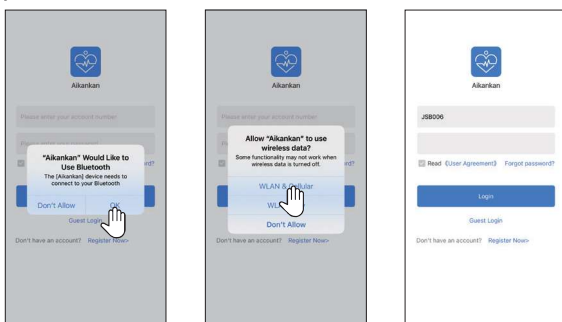 Aikankan
Please enter your account number
"Aikankan" Would Like to
Use Bluetooth
The [Aikankan] device needs to
connect to your Bluetooth
Don't Allow
OK
Guest Login
Don't have an account? Register Now>
Aikankan
Please enter your account number
Allow "Aikankan" to use
wireless data?
Some functionality may not work when
wireless data is turned off.
WLAN & Cellular
Don't Allow
Don't have an account? Register Now>
Aikankan
JSB006
Read 《User Agreement》 Forgot password?
Login
Guest Login
Don't have an account? Register Now>